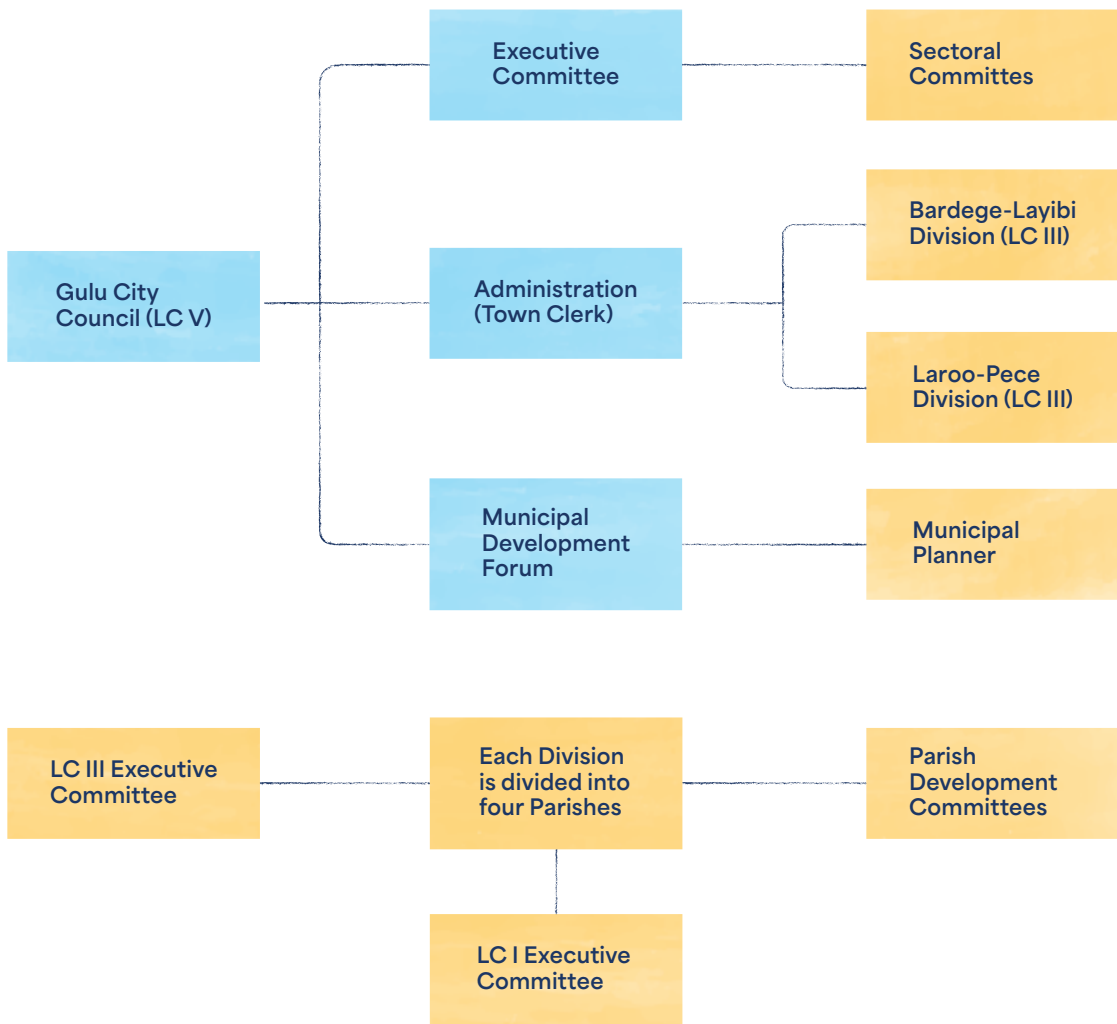 Executive
Committee
Sectoral
Committes
Bardege-Layibi
Division (LC III)
Gulu City
Council (LC V)
Administration
(Town Clerk)
Laroo-Pece
Division (LC III)
Municipal
Development
Forum
Municipal
Planner
LC III Executive
Committee
Each Division
is divided into
four Parishes
Parish
Development
Committees
LC I Executive
Committee